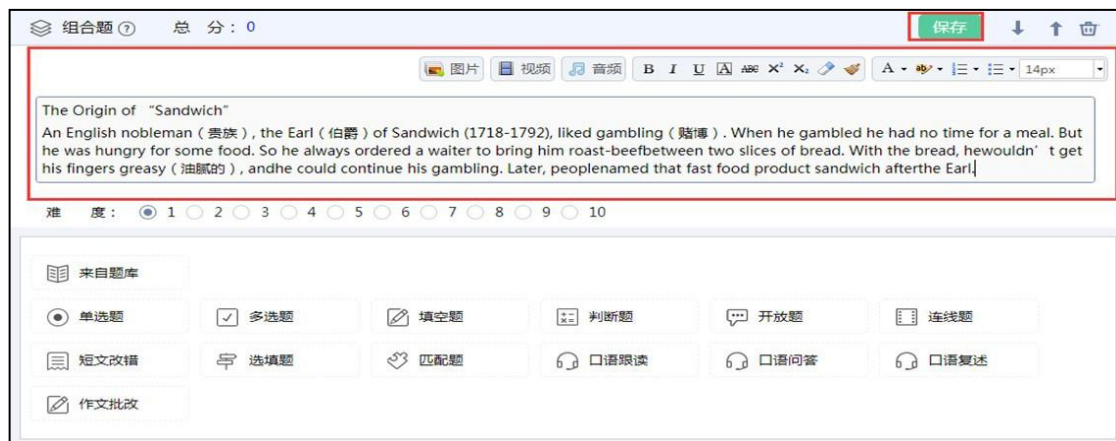 组合题 ? 总 分：0 保存
图片 视频 音频 B I U A ABC X² X₂ A ab 14px
The Origin of “Sandwich”
An English nobleman（贵族）, the Earl（伯爵）of Sandwich (1718-1792), liked gambling（赌博）. When he gambled he had no time for a meal. But
he was hungry for some food. So he always ordered a waiter to bring him roast-beefbetween two slices of bread. With the bread, hewouldn’t get
his fingers greasy（油腻的）, andhe could continue his gambling. Later, peoplenamed that fast food product sandwich afterthe Earl.
难 度： 1 2 3 4 5 6 7 8 9 10
来自题库
单选题 多选题 填空题 判断题 开放题 连线题
短文改错 选填题 匹配题 口语跟读 口语问答 口语复述
作文批改